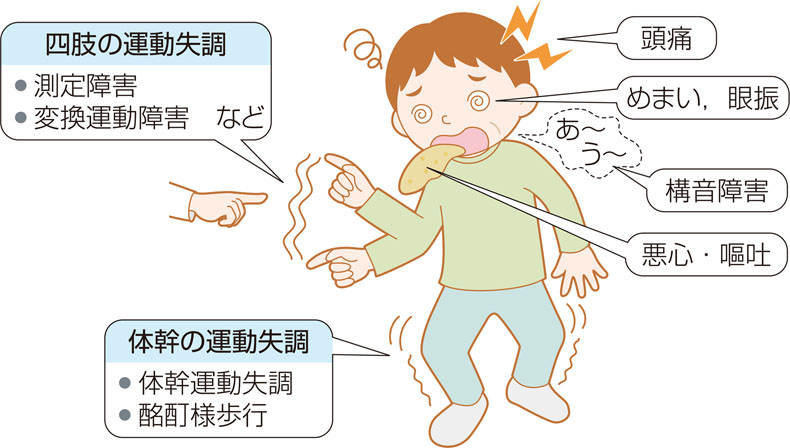 四肢の運動失調
● 測定障害
● 変換運動障害 など
頭痛
めまい，眼振
あ〜
う〜
構音障害
悪心・嘔吐
体幹の運動失調
● 体幹運動失調
● 酩酊様歩行